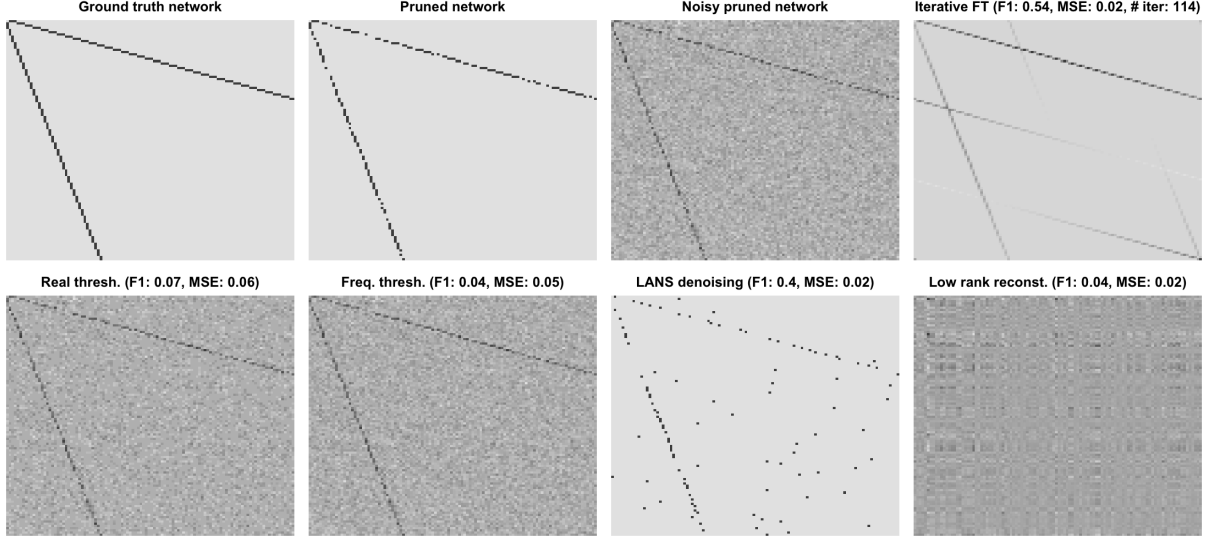 Ground truth network
Pruned network
Noisy pruned network
Iterative FT (F1: 0.54, MSE: 0.02, # iter: 114)
Real thresh. (F1: 0.07, MSE: 0.06)
Freq. thresh. (F1: 0.04, MSE: 0.05)
LANS denoising (F1: 0.4, MSE: 0.02)
Low rank reconst. (F1: 0.04, MSE: 0.02)